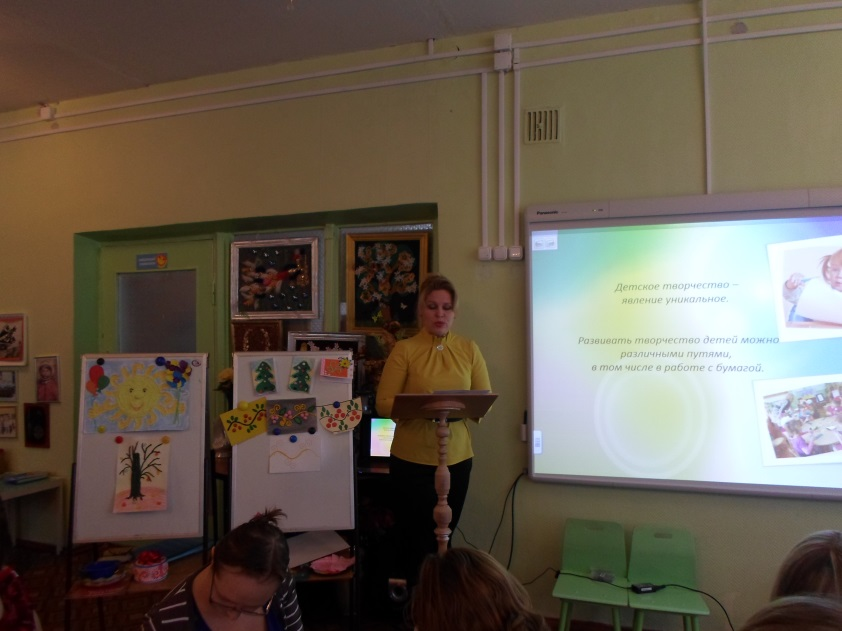 Panasonic
Детское творчество –
явление уникальное.
Развивать творчество детей можно
различными путями,
в том числе в работе с бумагой.